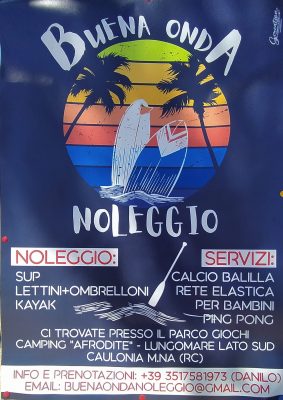 BUENA ONDA
NOLEGGIO
NOLEGGIO:
SUP
LETTINI+OMBRELLONI
KAYAK
SERVIZI:
CALCIO BALILLA
RETE ELASTICA
PER BAMBINI
PING PONG
CI TROVATE PRESSO IL PARCO GIOCHI
CAMPING "AFRODITE" - LUNGOMARE LATO SUD
CAULONIA M.NA (RC)
INFO E PRENOTAZIONI: +39 3517581973 (DANILO)
EMAIL: BUENAONDANOLEGGIO@GMAIL.COM